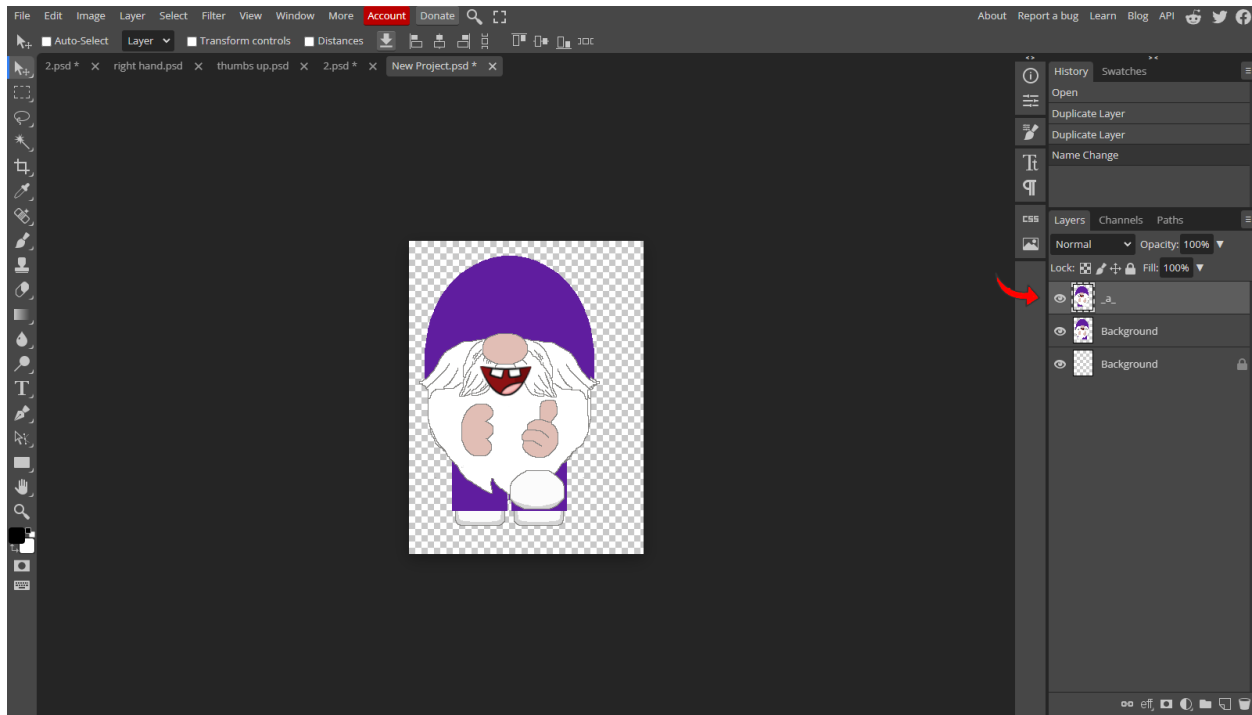 File Edit Image Layer Select Filter View Window More Account Donate About Report a bug Learn Blog API
Auto-Select Layer Transform controls Distances
2.psd * right hand.psd thumbs up.psd 2.psd * New Project.psd *
History Swatches
Open
Duplicate Layer
Duplicate Layer
Name Change
CSS
Layers Channels Paths
Normal Opacity: 100%
Lock: Fill: 100%
_a_
Background
Background
eff